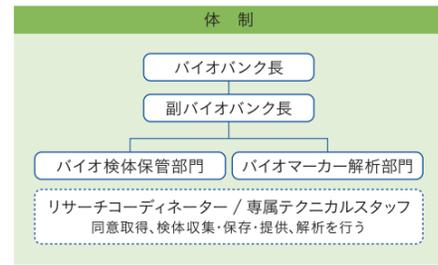 体 制
バイオバンク長
副バイオバンク長
バイオ検体保管部門
バイオマーカー解析部門
リサーチコーディネーター / 専属テクニカルスタッフ
同意取得、検体収集・保存・提供、解析を行う